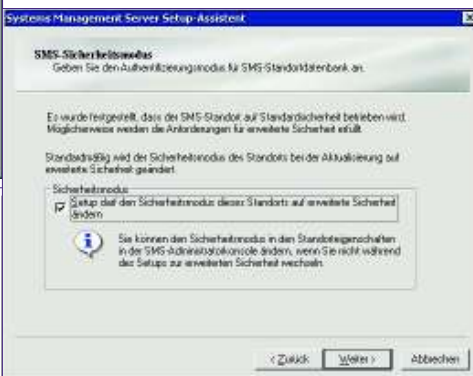 Systems Management Server Setup-Assistent
SMS-Sicherheitsmodus
Geben Sie den Authentifizierungsmodus für SMS-Standortdatenbank an.
Es wurde festgestellt, dass der SMS-Standort auf Standardsicherheit betrieben wird.
Möglicherweise werden die Anforderungen für erweiterte Sicherheit erfüllt.
Standardmäßig wird der Sicherheitsmodus des Standorts bei der Aktualisierung auf
erweiterte Sicherheit geändert.
Sicherheitsmodus
Setup darf den Sicherheitsmodus dieses Standorts auf erweiterte Sicherheit
ändern
Sie können den Sicherheitsmodus in den Standorteigenschaften
in der SMS-Administratorkonsole ändern, wenn Sie nicht während
des Setups zur erweiterten Sicherheit wechseln.
< Zurück Weiter > Abbrechen